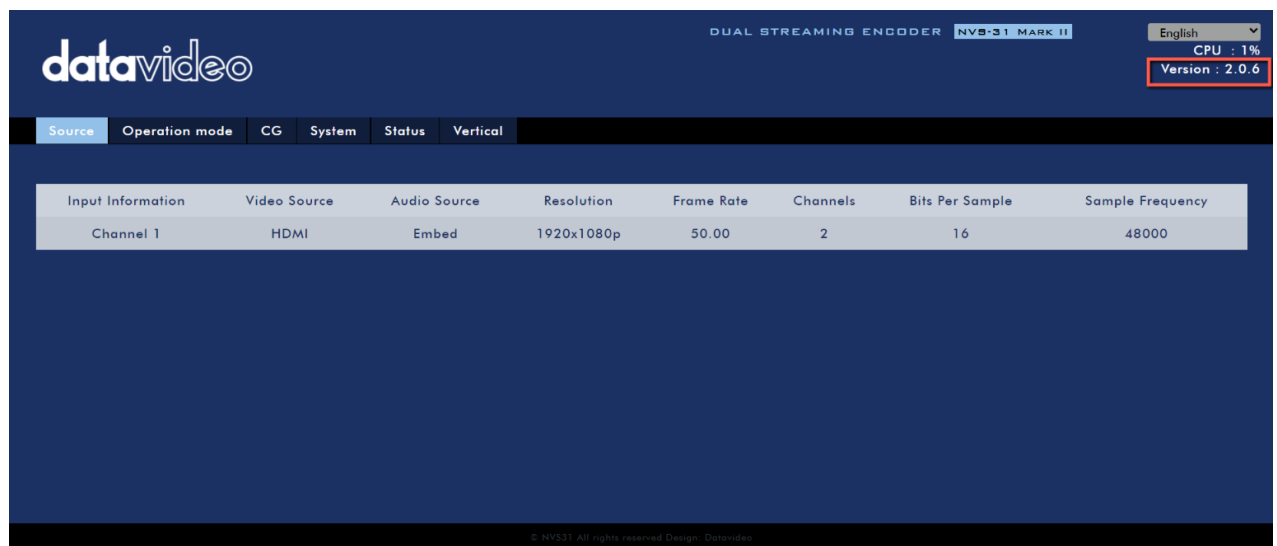 datavideo
DUAL STREAMING ENCODER NVS-31 MARK II
English
CPU : 1%
Version : 2.0.6
Source Operation mode CG System Status Vertical
Input Information Video Source Audio Source Resolution Frame Rate Channels Bits Per Sample Sample Frequency
Channel 1 HDMI Embed 1920x1080p 50.00 2 16 48000
© NVS31 All rights reserved Design: Datavideo